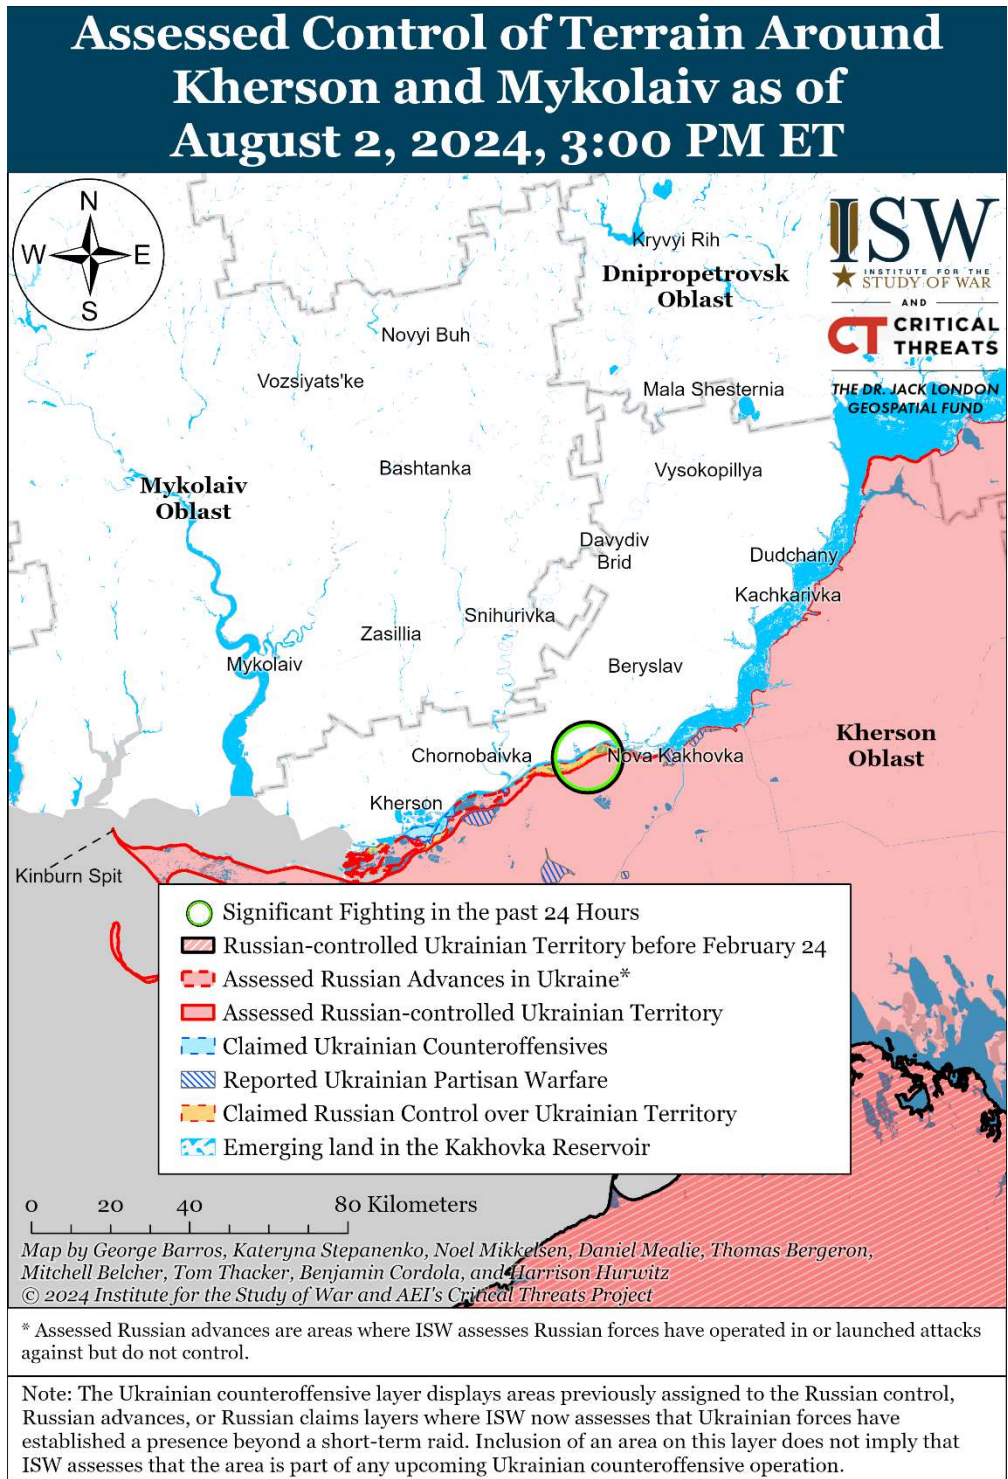 Assessed Control of Terrain Around
Kherson and Mykolaiv as of
August 2, 2024, 3:00 PM ET
N
W
E
S
ISW
INSTITUTE FOR THE
STUDY OF WAR
AND
CT CRITICAL
THREATS
THE DR. JACK LONDON
GEOSPATIAL FUND
Kryvyi Rih
Dnipropetrovsk
Oblast
Novyi Buh
Vozsiyats'ke
Mala Shesternia
Bashtanka
Vysokopillya
Mykolaiv
Oblast
Davydiv
Brid
Dudchany
Kachkarivka
Snihurivka
Zasillia
Mykolaiv
Beryslav
Kherson
Oblast
Chornobaivka
Nova Kakhovka
Kherson
Kinburn Spit
Significant Fighting in the past 24 Hours
Russian-controlled Ukrainian Territory before February 24
Assessed Russian Advances in Ukraine*
Assessed Russian-controlled Ukrainian Territory
Claimed Ukrainian Counteroffensives
Reported Ukrainian Partisan Warfare
Claimed Russian Control over Ukrainian Territory
Emerging land in the Kakhovka Reservoir
0 20 40 80 Kilometers
Map by George Barros, Kateryna Stepanenko, Noel Mikkelsen, Daniel Mealie, Thomas Bergeron,
Mitchell Belcher, Tom Thacker, Benjamin Cordola, and Harrison Hurwitz
© 2024 Institute for the Study of War and AEI's Critical Threats Project
* Assessed Russian advances are areas where ISW assesses Russian forces have operated in or launched attacks
against but do not control.
Note: The Ukrainian counteroffensive layer displays areas previously assigned to the Russian control,
Russian advances, or Russian claims layers where ISW now assesses that Ukrainian forces have
established a presence beyond a short-term raid. Inclusion of an area on this layer does not imply that
ISW assesses that the area is part of any upcoming Ukrainian counteroffensive operation.